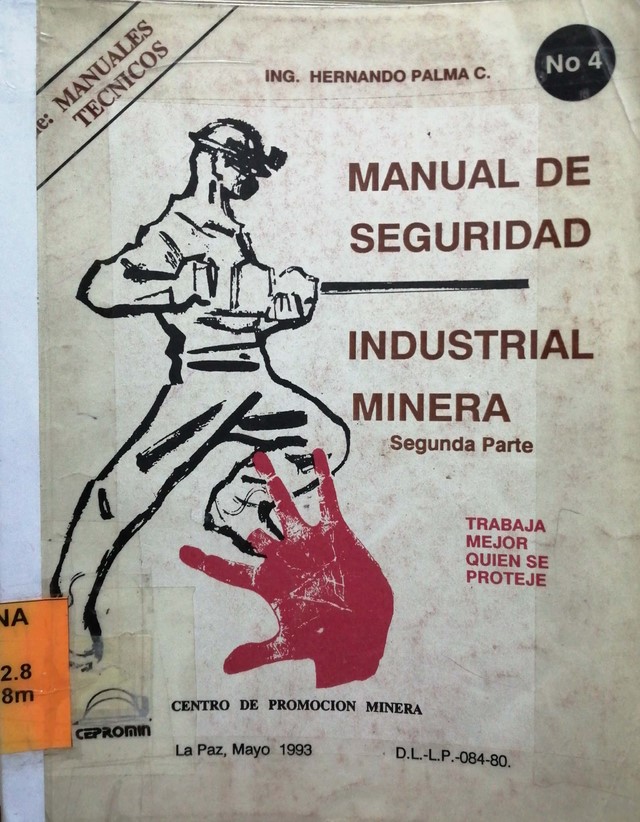 e: MANUALES
TECNICOS
ING. HERNANDO PALMA C.
No 4
MANUAL DE
SEGURIDAD
INDUSTRIAL
MINERA
Segunda Parte
TRABAJA
MEJOR
QUIEN SE
PROTEJE
NA
2.8
8m
CENTRO DE PROMOCION MINERA
CEPROMIN
La Paz, Mayo 1993
D.L.-L.P.-084-80.